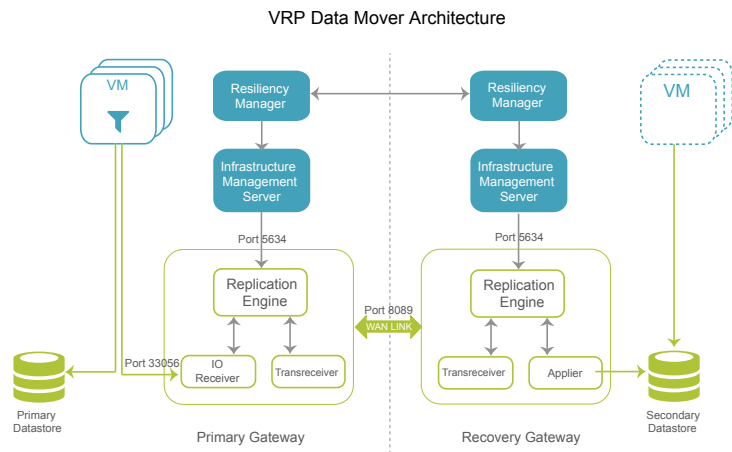 VRP Data Mover Architecture
VM
Resiliency
Manager
Resiliency
Manager
VM
Infrastructure
Management
Server
Infrastructure
Management
Server
Port 5634
Port 5634
Replication
Engine
Replication
Engine
Port 8089
WAN LINK
Port 33056
IO
Receiver
Transreceiver
Transreceiver
Applier
Primary
Datastore
Secondary
Datastore
Primary Gateway
Recovery Gateway